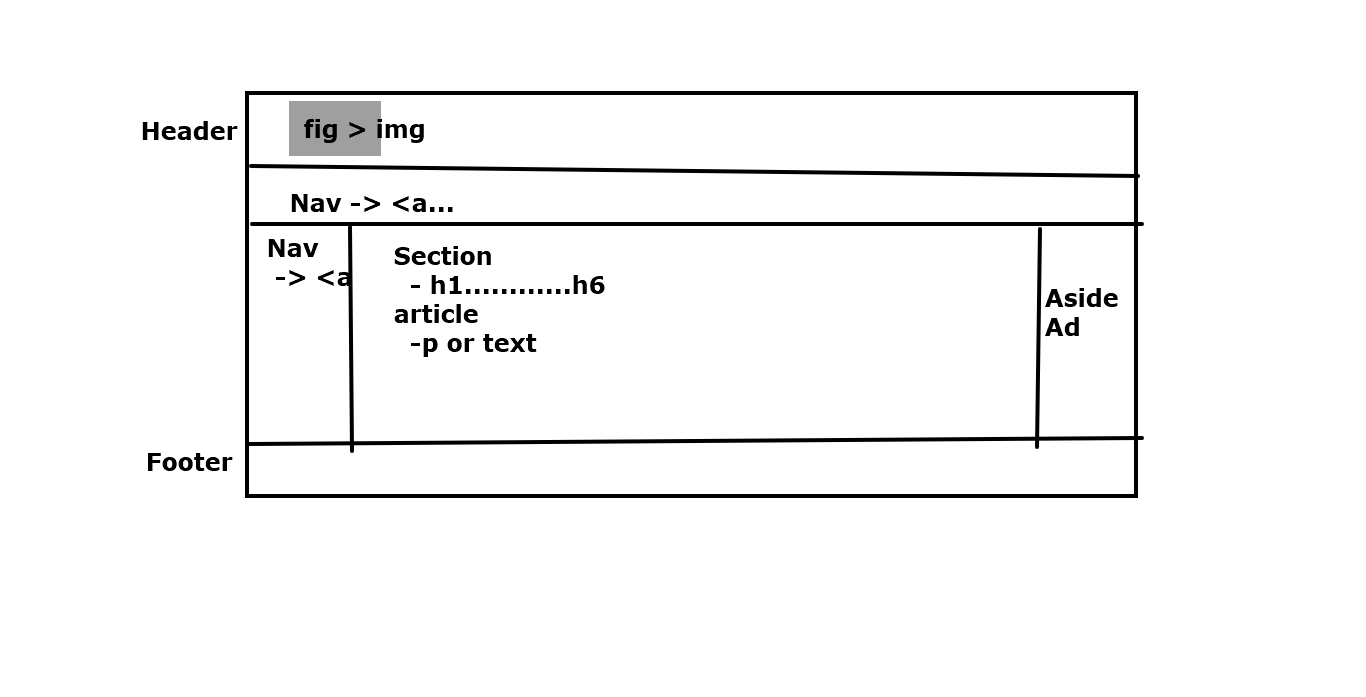 Header
fig > img
Nav -> <a...
Nav
-> <a
Section
- h1............h6
article
-p or text
Aside
Ad
Footer